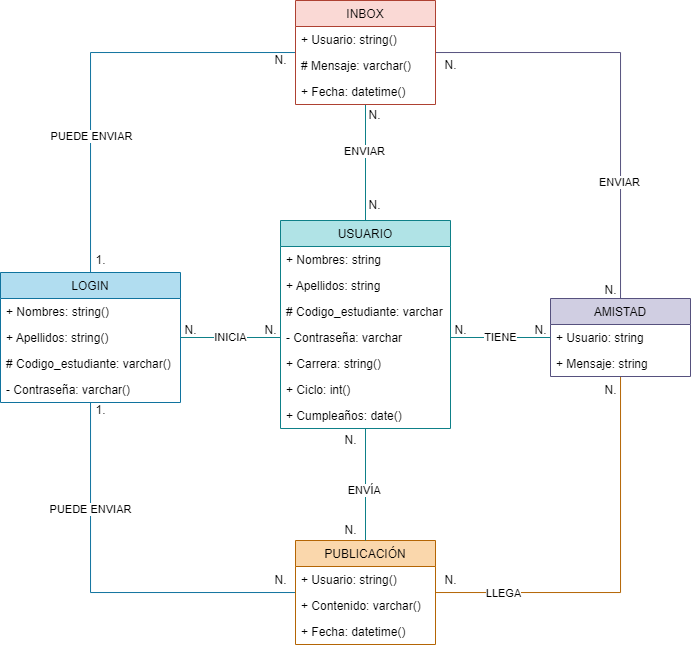 INBOX
+ Usuario: string()
# Mensaje: varchar()
+ Fecha: datetime()
N.
N.
N.
PUEDE ENVIAR
ENVIAR
ENVIAR
N.
1.
N.
USUARIO
+ Nombres: string
+ Apellidos: string
# Codigo_estudiante: varchar
- Contraseña: varchar
+ Carrera: string()
+ Ciclo: int()
+ Cumpleaños: date()
LOGIN
+ Nombres: string()
+ Apellidos: string()
# Codigo_estudiante: varchar()
- Contraseña: varchar()
N.
INICIA
N.
N.
TIENE
N.
AMISTAD
+ Usuario: string
+ Mensaje: string
N.
1.
N.
ENVÍA
PUEDE ENVIAR
N.
PUBLICACIÓN
+ Usuario: string()
+ Contenido: varchar()
+ Fecha: datetime()
N.
N.
LLEGA